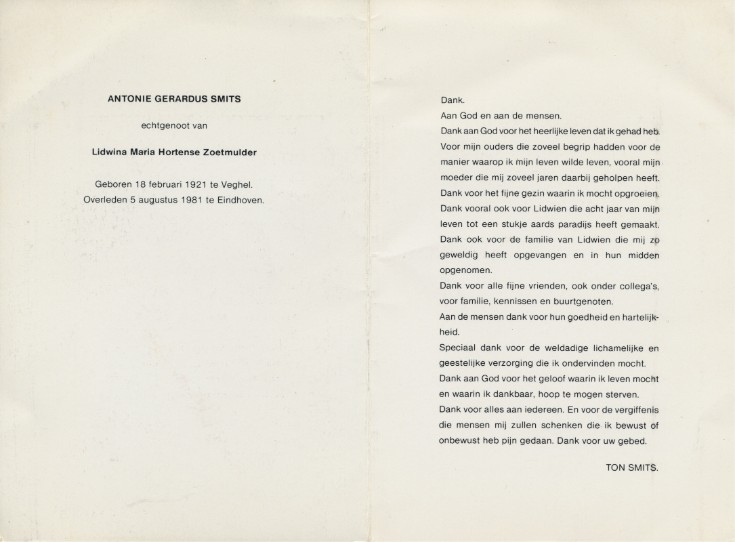 ANTONIE GERARDUS SMITS
echtgenoot van
Lidwina Maria Hortense Zoetmulder
Geboren 18 februari 1921 te Veghel.
Overleden 5 augustus 1981 te Eindhoven.
Dank.
Aan God en aan de mensen.
Dank aan God voor het heerlijke leven dat ik gehad heb.
Voor mijn ouders die zoveel begrip hadden voor de
manier waarop ik mijn leven wilde leven, vooral mijn
moeder die mij zoveel jaren daarbij geholpen heeft.
Dank voor het fijne gezin waarin ik mocht opgroeien.
Dank vooral ook voor Lidwien die acht jaar van mijn
leven tot een stukje aards paradijs heeft gemaakt.
Dank ook voor de familie van Lidwien die mij zo
geweldig heeft opgevangen en in hun midden
opgenomen.
Dank voor alle fijne vrienden, ook onder collega's,
voor familie, kennissen en buurtgenoten.
Aan de mensen dank voor hun goedheid en hartelijk-
heid.
Speciaal dank voor de weldadige lichamelijke en
geestelijke verzorging die ik ondervinden mocht.
Dank aan God voor het geloof waarin ik leven mocht
en waarin ik dankbaar, hoop te mogen sterven.
Dank voor alles aan iedereen. En voor de vergiffenis
die mensen mij zullen schenken die ik bewust of
onbewust heb pijn gedaan. Dank voor uw gebed.
TON SMITS.